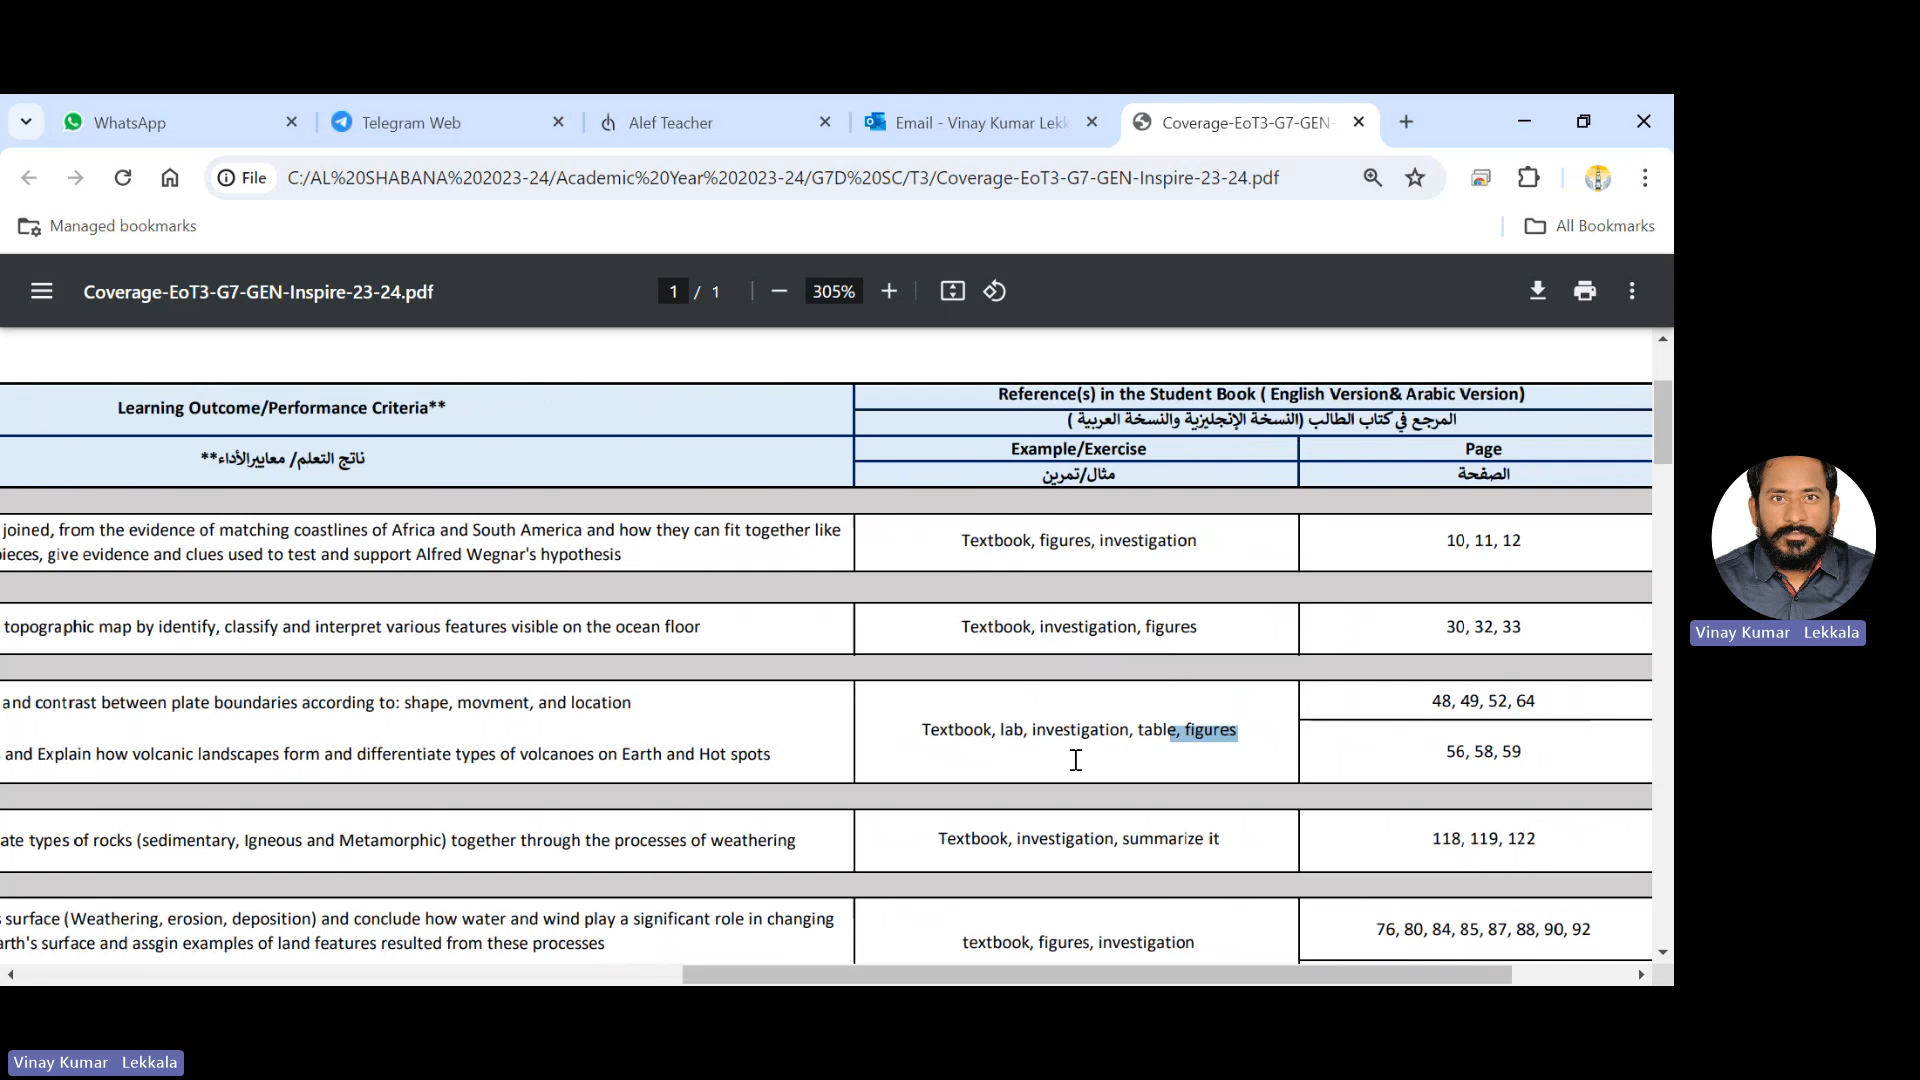 WhatsApp
Telegram Web
Alef Teacher
Email - Vinay Kumar Lekk
Coverage-EoT3-G7-GEN-
File
C:/AL%20SHABANA%202023-24/Academic%20Year%202023-24/G7D%20SC/T3/Coverage-EoT3-G7-GEN-Inspire-23-24.pdf
Managed bookmarks
All Bookmarks
Coverage-EoT3-G7-GEN-Inspire-23-24.pdf
1 / 1
305%
Learning Outcome/Performance Criteria**
ناتج التعلم/ معاييرالأداء**
Reference(s) in the Student Book ( English Version& Arabic Version)
المرجع في كتاب الطالب (النسخة الإنجليزية والنسخة العربية )
Example/Exercise
Page
مثال/تمرين
الصفحة
joined, from the evidence of matching coastlines of Africa and South America and how they can fit together like
ieces, give evidence and clues used to test and support Alfred Wegnar's hypothesis
Textbook, figures, investigation
10, 11, 12
topographic map by identify, classify and interpret various features visible on the ocean floor
Textbook, investigation, figures
30, 32, 33
and contrast between plate boundaries according to: shape, movment, and location
48, 49, 52, 64
Textbook, lab, investigation, table, figures
and Explain how volcanic landscapes form and differentiate types of volcanoes on Earth and Hot spots
56, 58, 59
ate types of rocks (sedimentary, Igneous and Metamorphic) together through the processes of weathering
Textbook, investigation, summarize it
118, 119, 122
s surface (Weathering, erosion, deposition) and conclude how water and wind play a significant role in changing
arth's surface and assgin examples of land features resulted from these processes
textbook, figures, investigation
76, 80, 84, 85, 87, 88, 90, 92
Vinay Kumar Lekkala
Vinay Kumar Lekkala